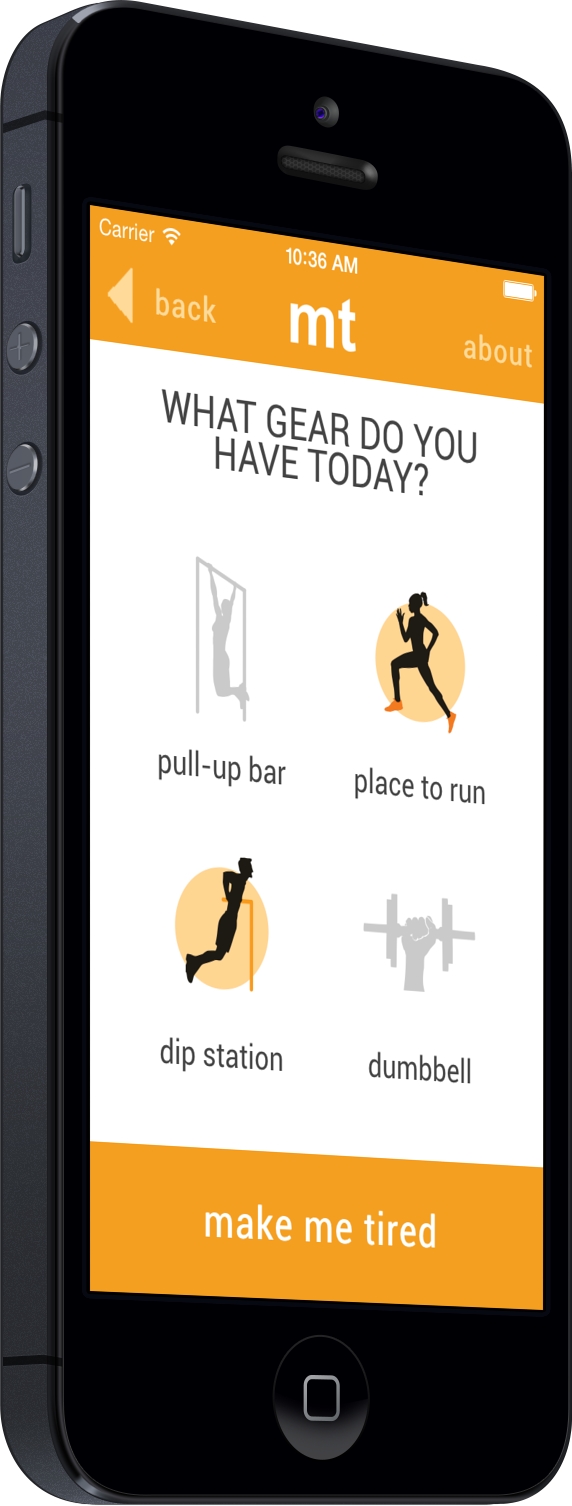 Carrier
10:36 AM
back
mt
about
WHAT GEAR DO YOU
HAVE TODAY?
pull-up bar
place to run
dip station
dumbbell
make me tired